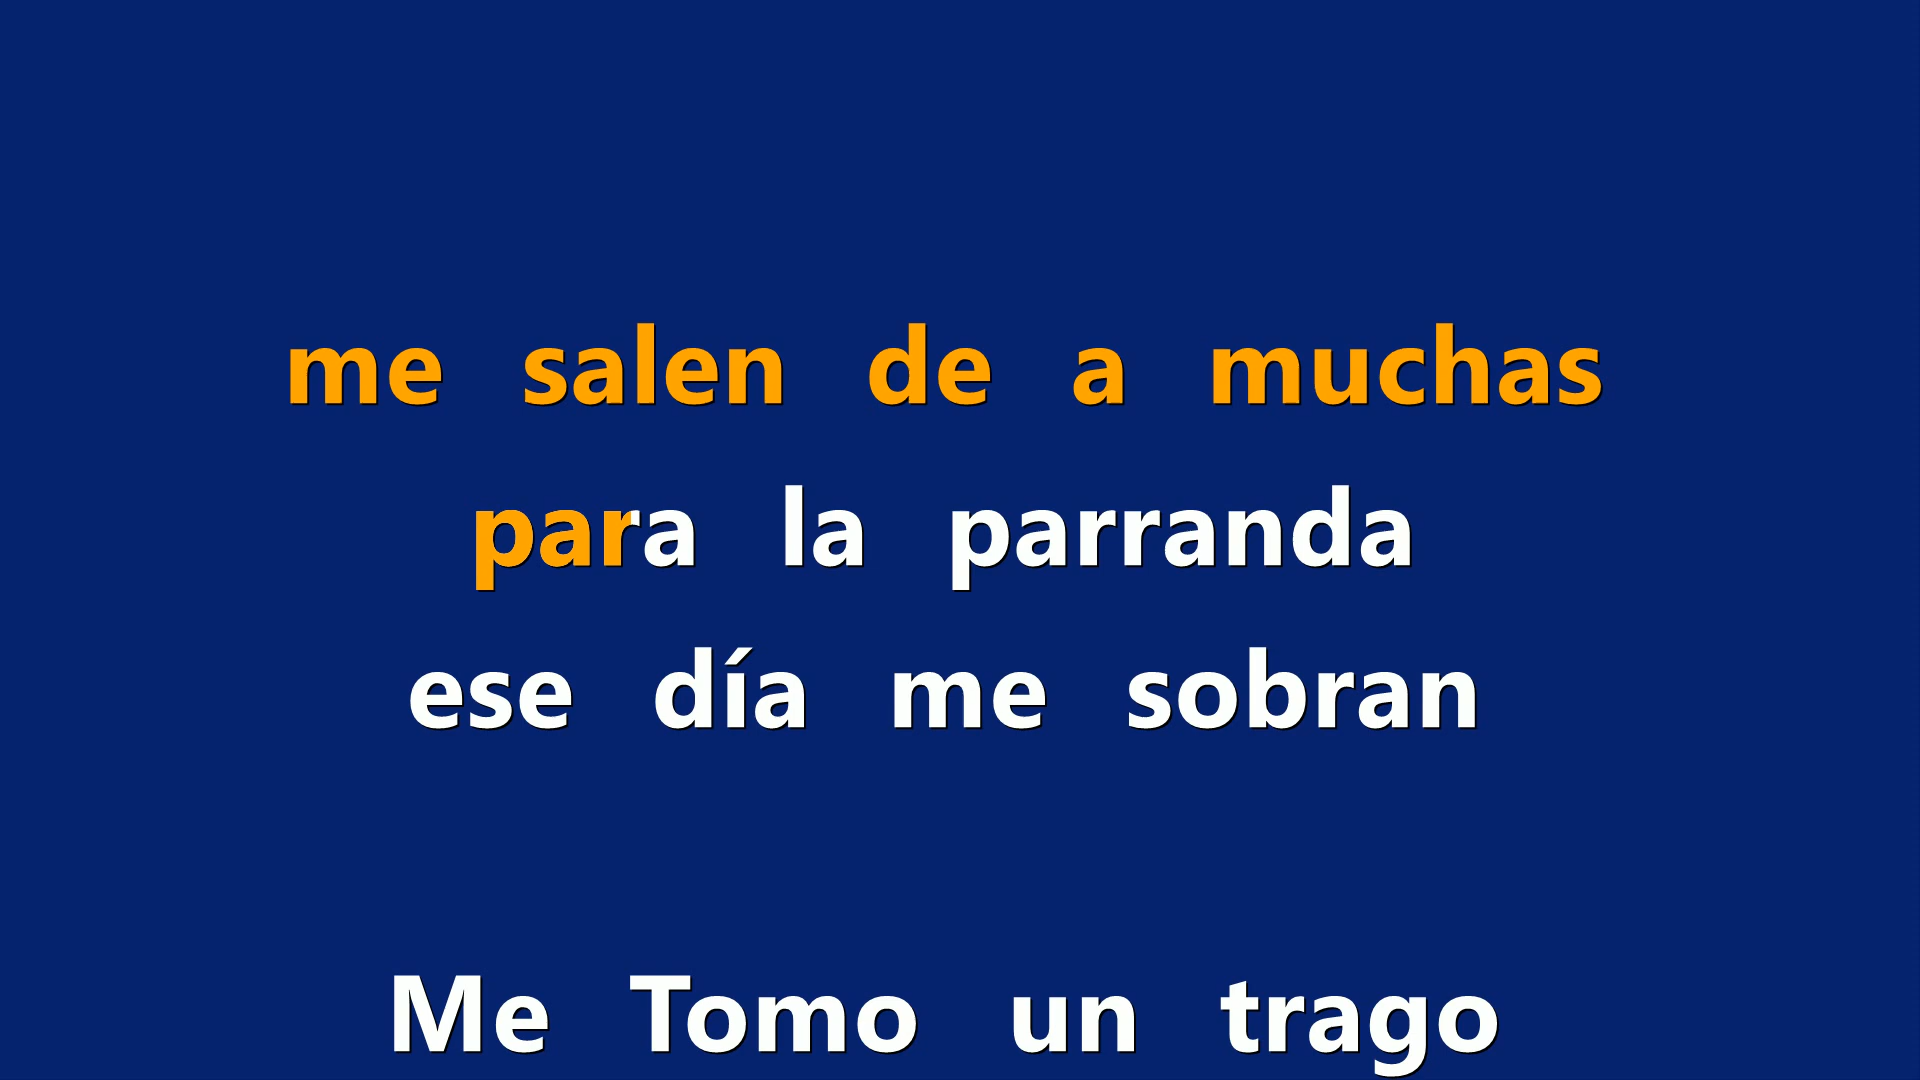 me salen de a muchas
para la parranda
ese día me sobran
Me Tomo un trago